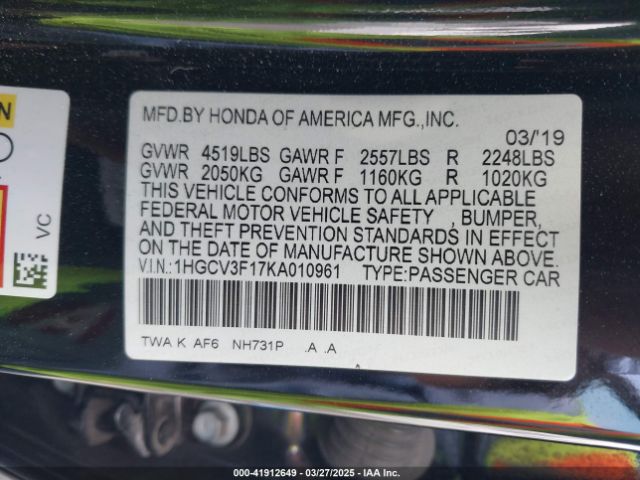 N
VC
MFD.BY HONDA OF AMERICA MFG.,INC.
03/'19
GVWR 4519LBS GAWR F 2557LBS R 2248LBS
GVWR 2050KG GAWR F 1160KG R 1020KG
THIS VEHICLE CONFORMS TO ALL APPLICABLE
FEDERAL MOTOR VEHICLE SAFETY , BUMPER,
AND THEFT PREVENTION STANDARDS IN EFFECT
ON THE DATE OF MANUFACTURE SHOWN ABOVE.
V.I.N.: 1HGCV3F17KA010961 TYPE: PASSENGER CAR
TWA K AF6 NH731P .A .A
000-41912649 | 03/27/2025 | IAA Inc.